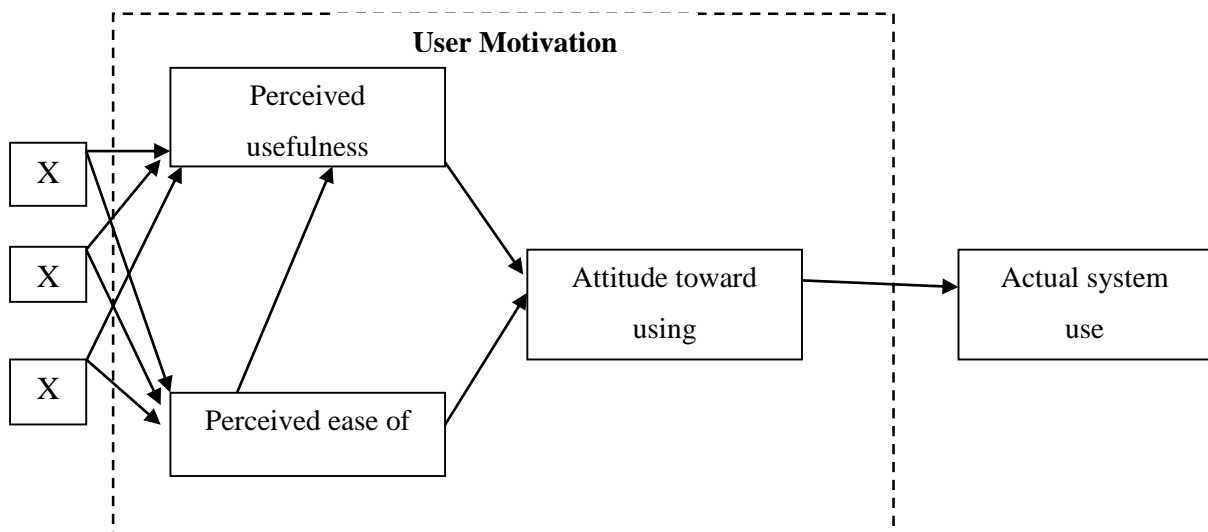 User Motivation
Perceived
usefulness
X
X
X
Attitude toward
using
Actual system
use
Perceived ease of